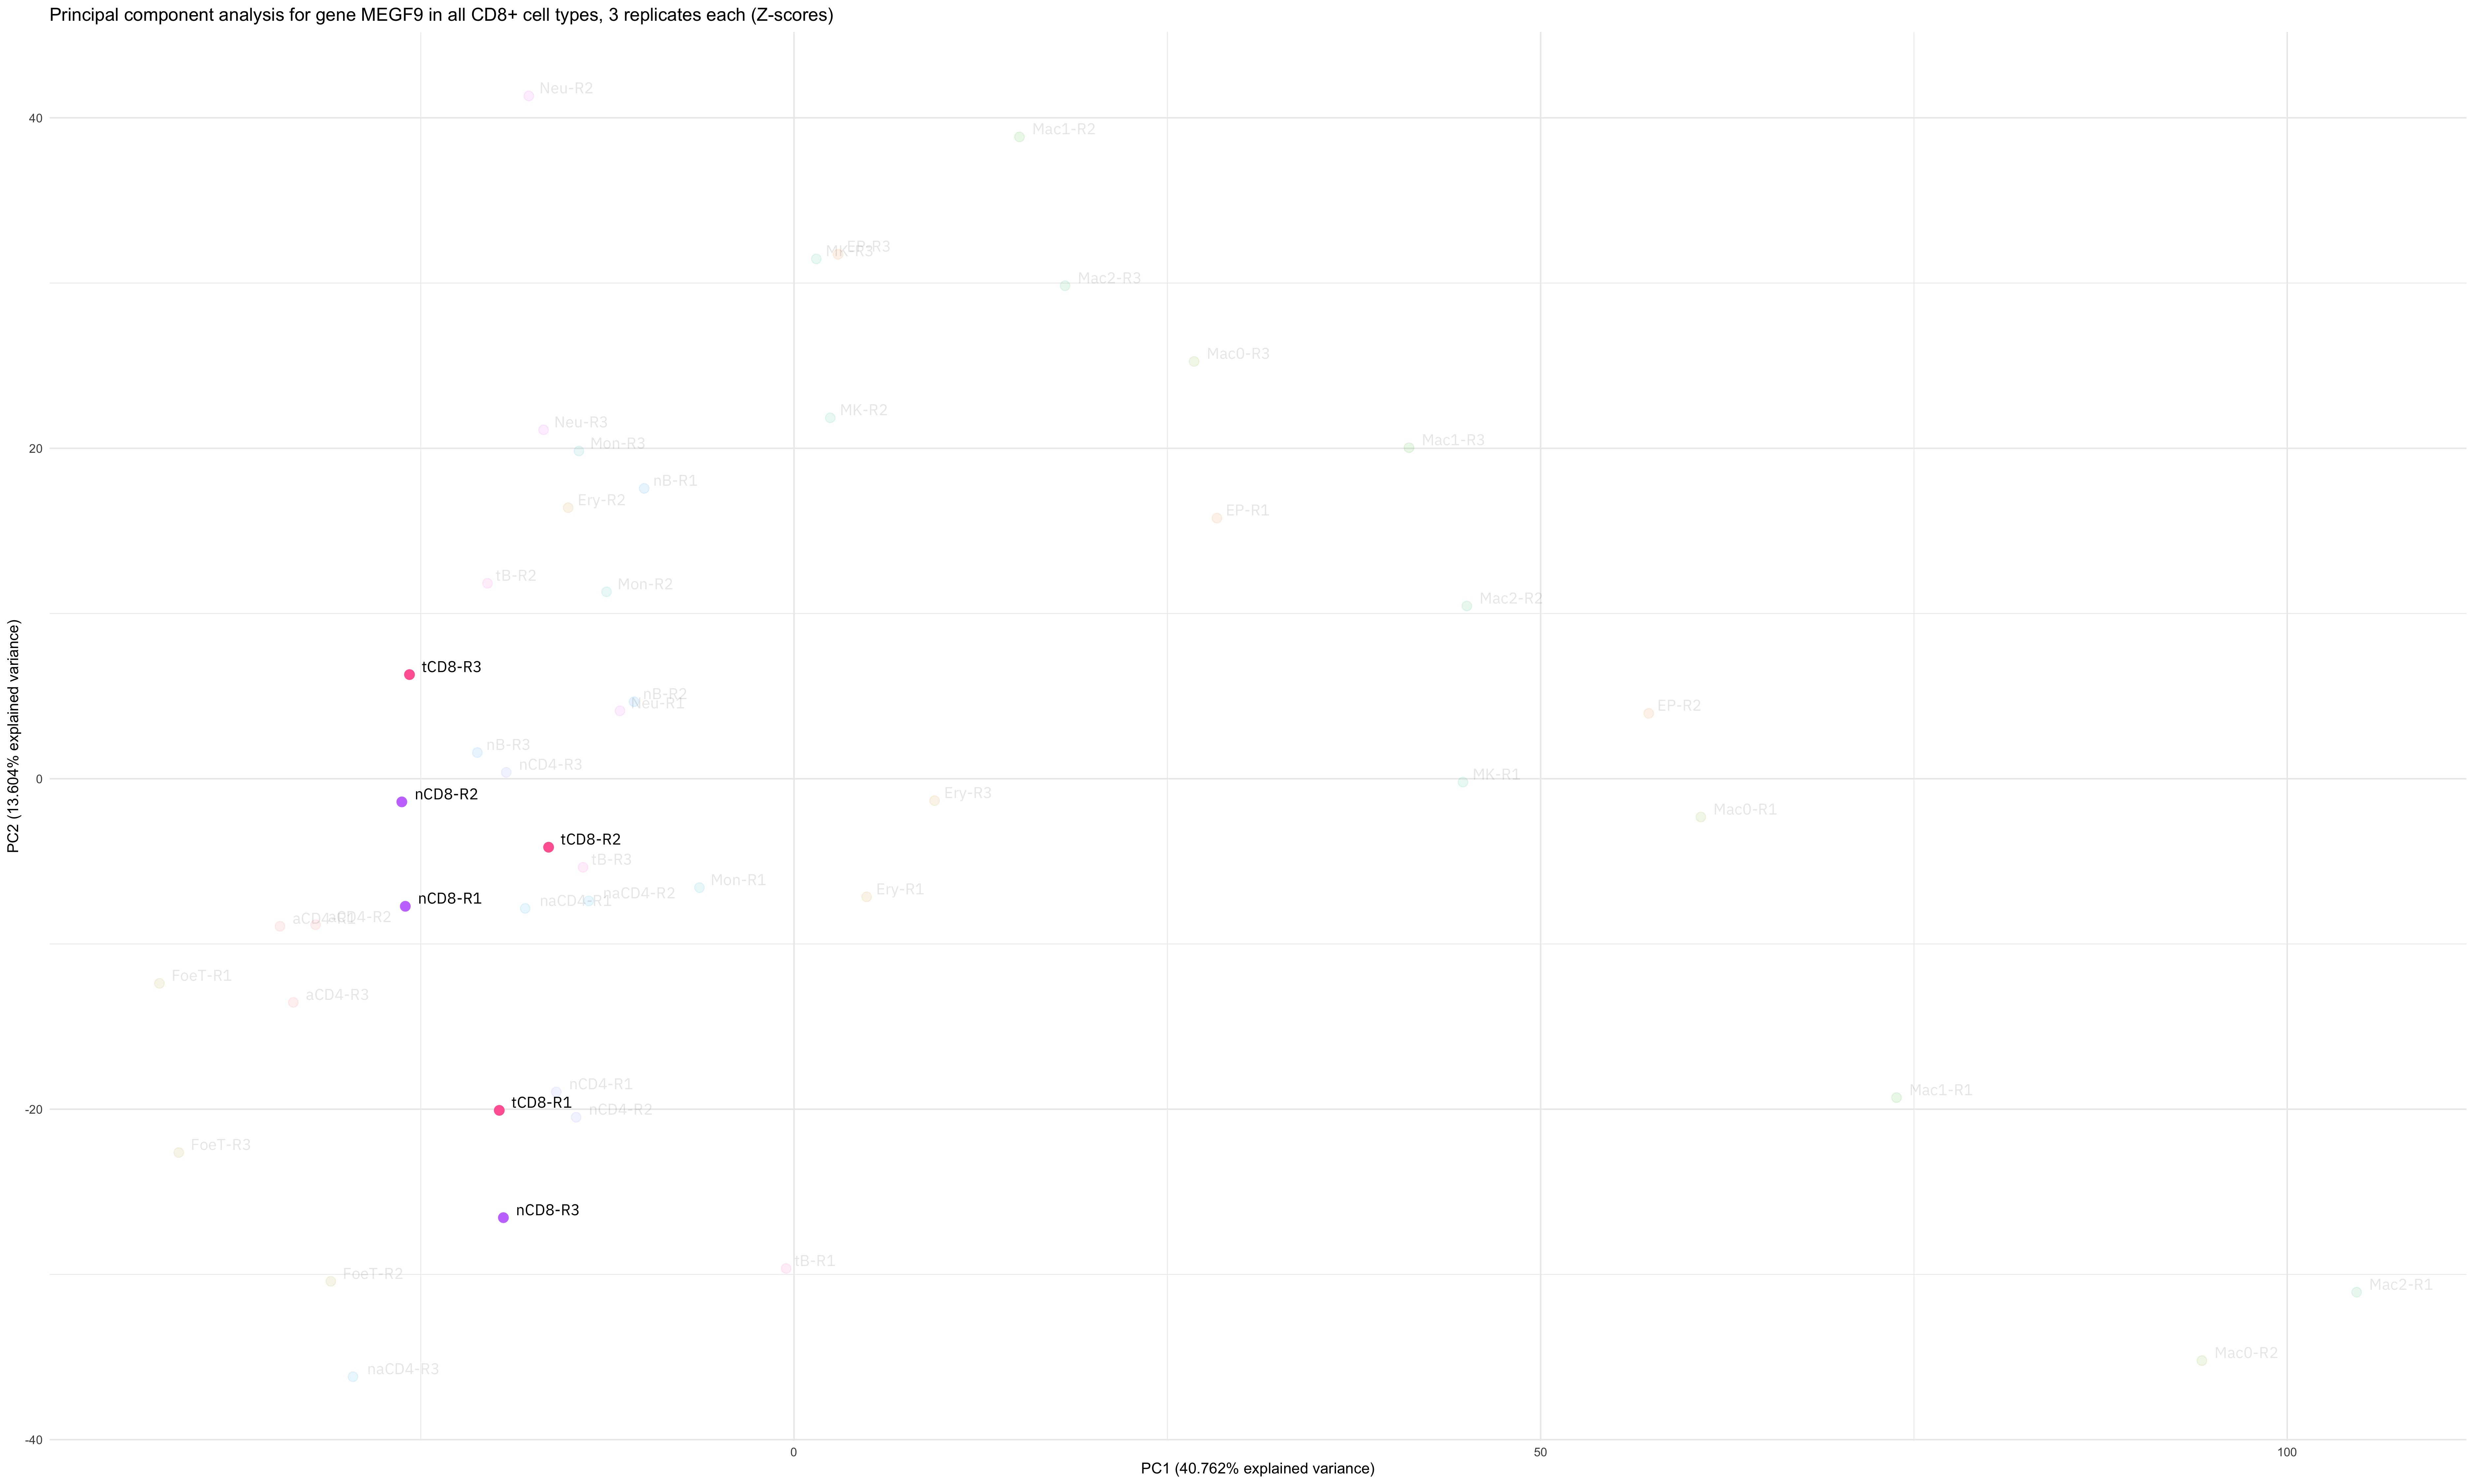 Principal component analysis for gene MEGF9 in all CD8+ cell types, 3 replicates each (Z-scores)
Neu-R2
40
Mac1-R2
EP-R3
MK-R3
Mac2-R3
Mac0-R3
MK-R2
Neu-R3
Mon-R3
Mac1-R3
20
nB-R1
Ery-R2
EP-R1
tB-R2
Mon-R2
Mac2-R2
tCD8-R3
nB-R2
Neu-R1
EP-R2
nB-R3
nCD4-R3
MK-R1
0
nCD8-R2
Ery-R3
Mac0-R1
PC2 (13.604% explained variance)
tCD8-R2
tB-R3
Mon-R1
Ery-R1
naCD4-R2
nCD8-R1
naCD4-R1
aCD4-R2
aCD4-R1
FoeT-R1
aCD4-R3
nCD4-R1
Mac1-R1
tCD8-R1
nCD4-R2
-20
FoeT-R3
nCD8-R3
tB-R1
FoeT-R2
Mac2-R1
Mac0-R2
naCD4-R3
-40
0 50 100
PC1 (40.762% explained variance)